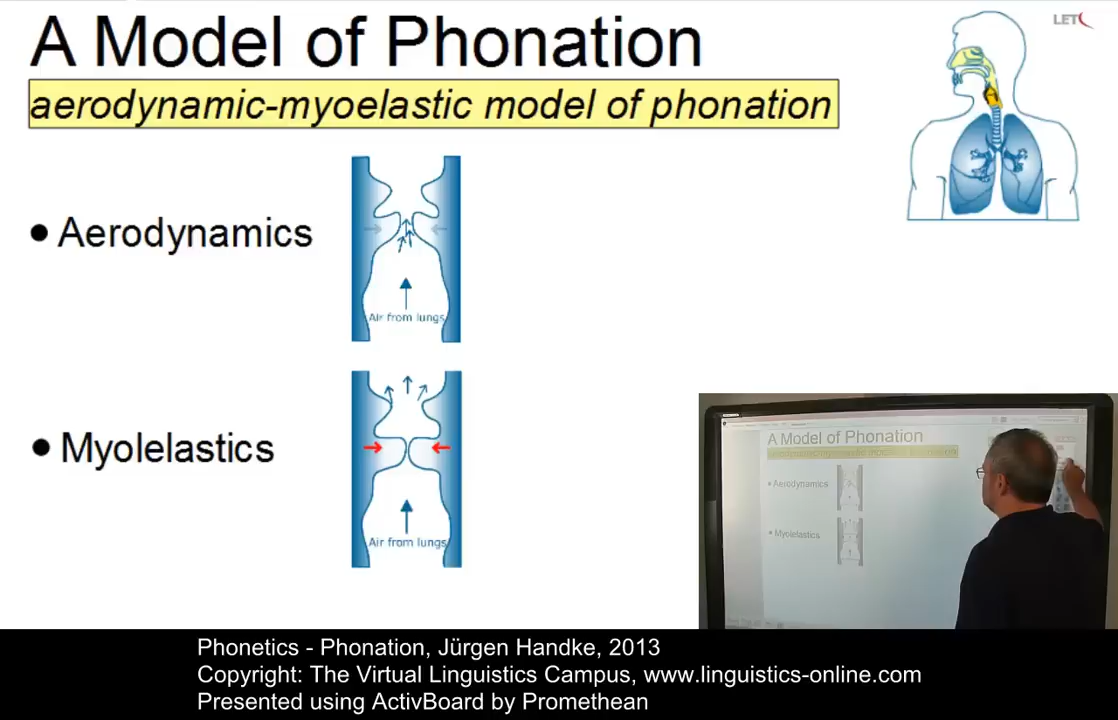 A Model of Phonation
LET
aerodynamic-myoelastic model of phonation
• Aerodynamics
Air from lungs
• Myolelastics
Air from lungs
A Model of Phonation
• Aerodynamics
• Myolelastics
Phonetics - Phonation, Jürgen Handke, 2013
Copyright: The Virtual Linguistics Campus, www.linguistics-online.com
Presented using ActivBoard by Promethean